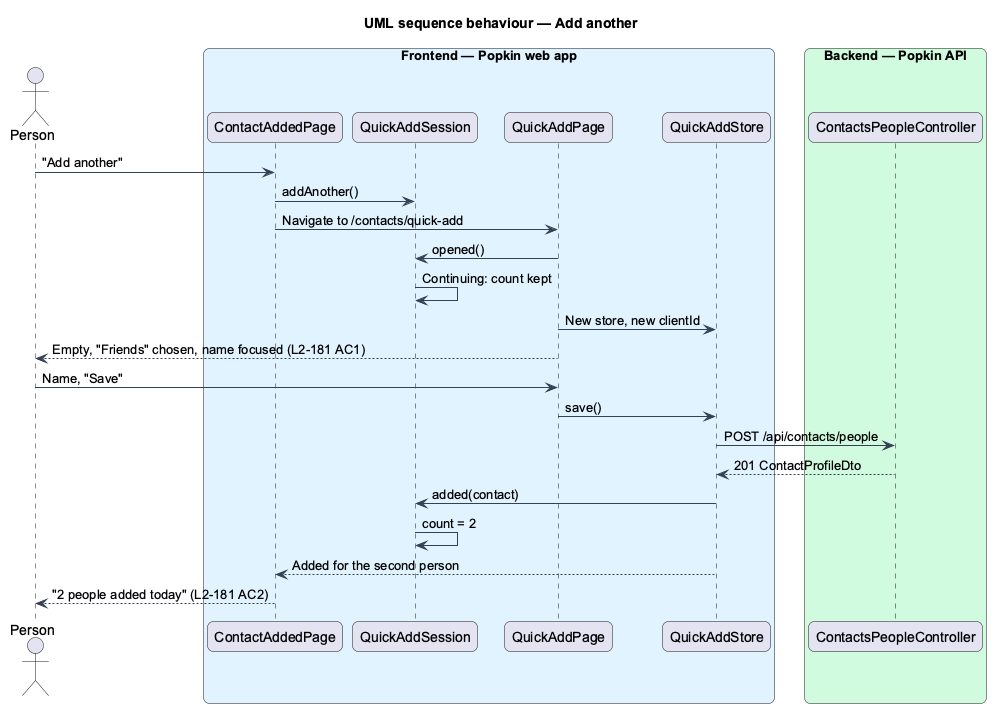 UML sequence behaviour — Add another
Frontend — Popkin web app
Backend — Popkin API
Person
ContactAddedPage
QuickAddSession
QuickAddPage
QuickAddStore
ContactsPeopleController
"Add another"
addAnother()
Navigate to /contacts/quick-add
opened()
Continuing: count kept
New store, new clientId
Empty, "Friends" chosen, name focused (L2-181 AC1)
Name, "Save"
save()
POST /api/contacts/people
201 ContactProfileDto
added(contact)
count = 2
Added for the second person
"2 people added today" (L2-181 AC2)
Person
ContactAddedPage
QuickAddSession
QuickAddPage
QuickAddStore
ContactsPeopleController